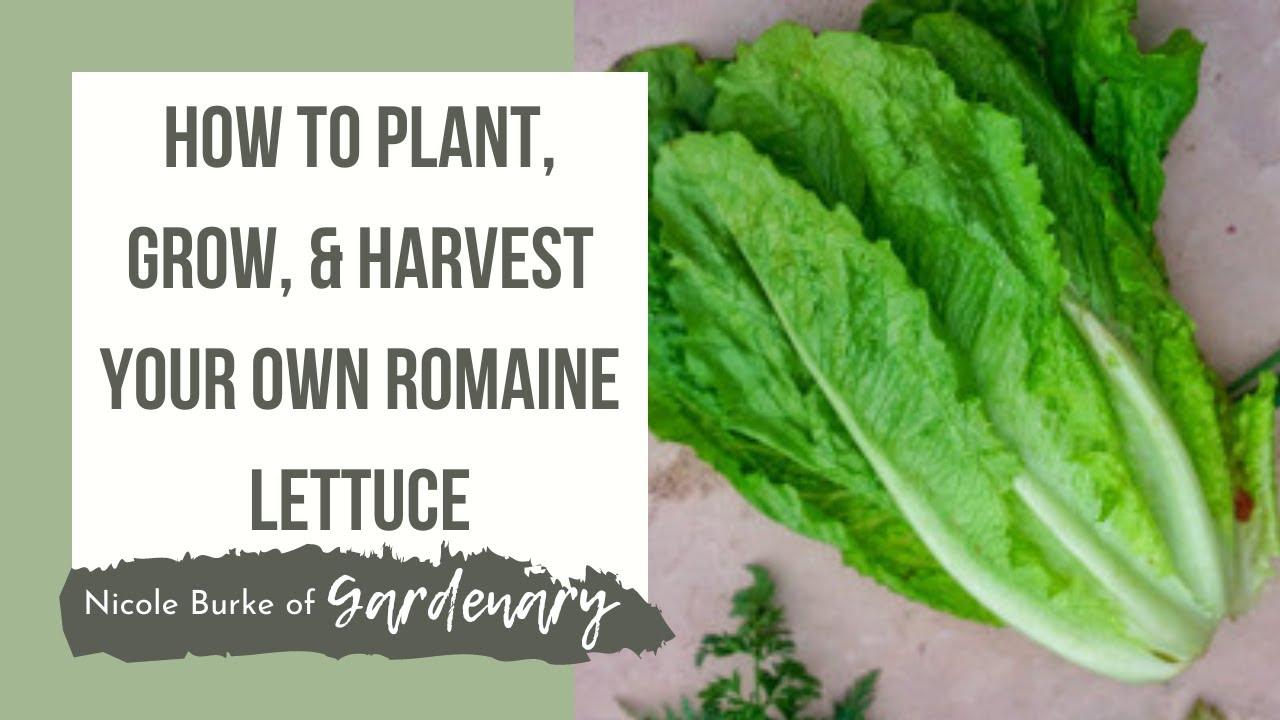 HOW TO PLANT,
GROW, & HARVEST
YOUR OWN ROMAINE
LETTUCE
Nicole Burke of Gardenary